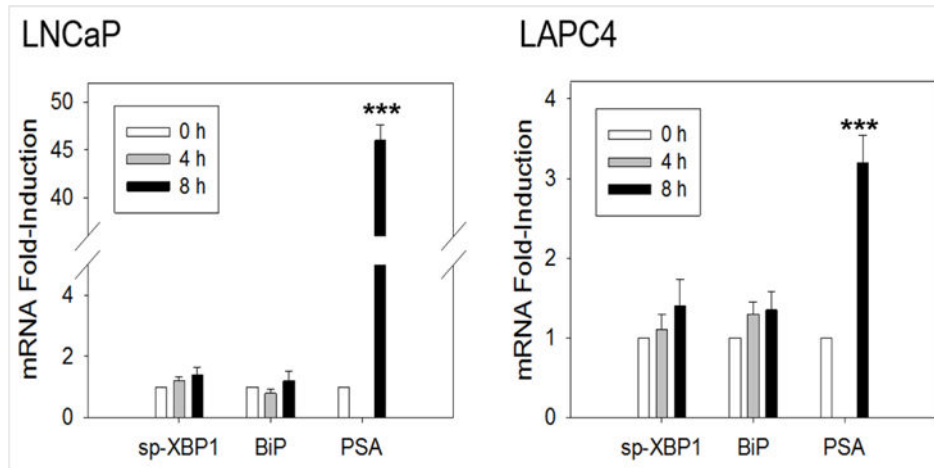 LNCaP
mRNA Fold-Induction
50
45
40
4
2
0
0 h
4 h
8 h
***
sp-XBP1
BiP
PSA
LAPC4
mRNA Fold-Induction
4
3
2
1
0
0 h
4 h
8 h
***
sp-XBP1
BiP
PSA